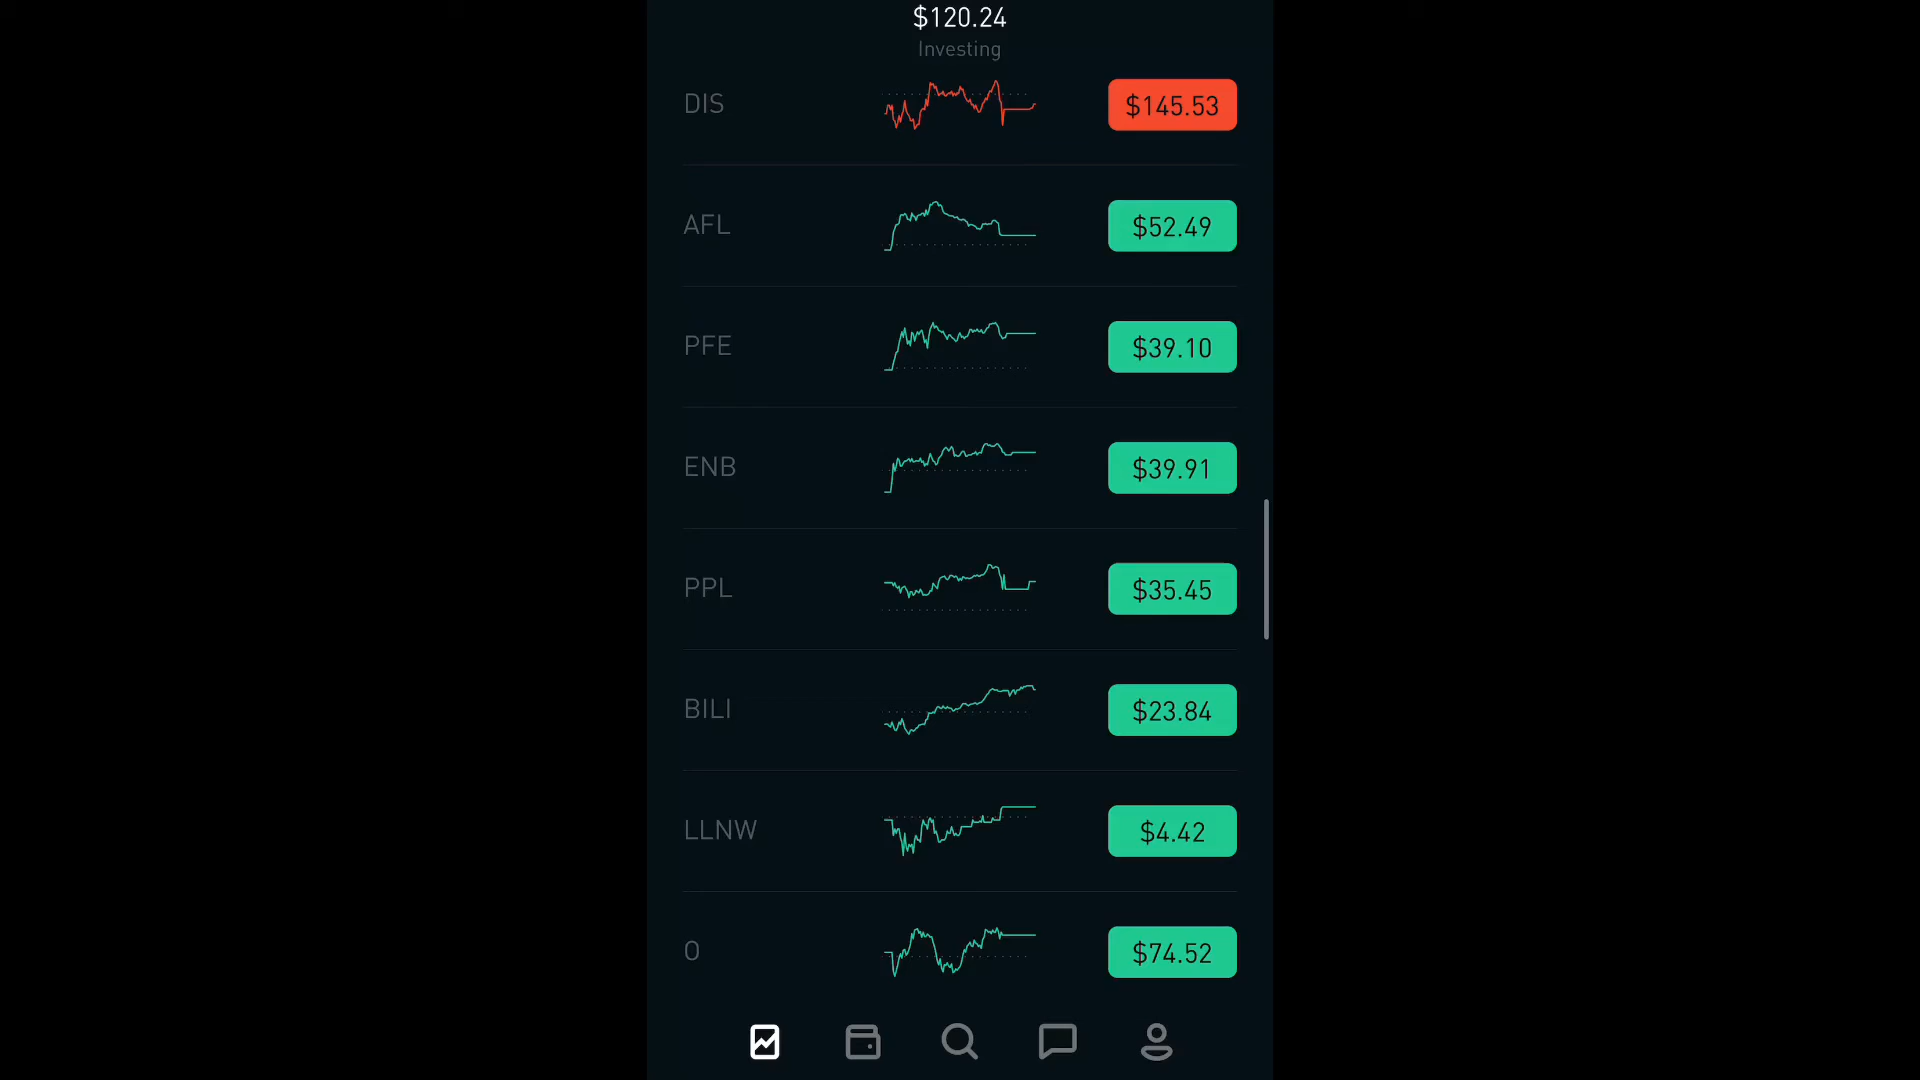 $120.24
Investing
DIS $145.53
AFL $52.49
PFE $39.10
ENB $39.91
PPL $35.45
BILI $23.84
LLNW $4.42
O $74.52